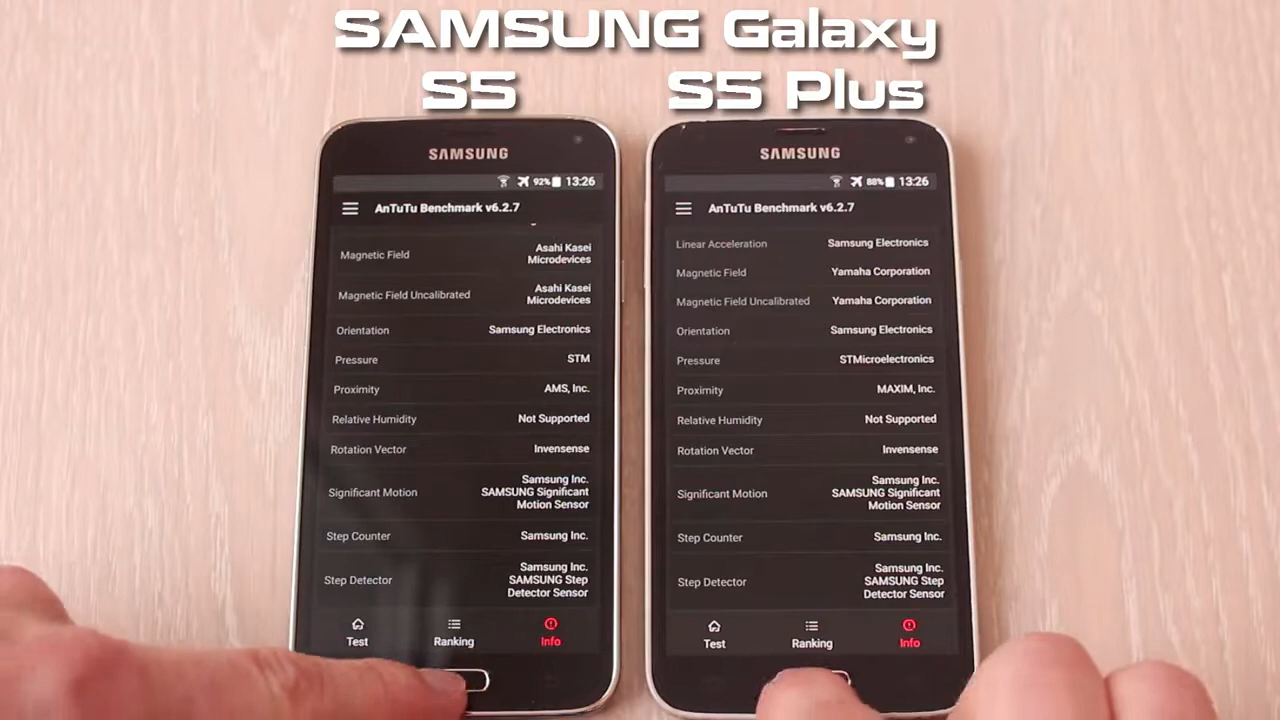 SAMSUNG Galaxy
S5 S5 Plus
SAMSUNG
92% 13:26
AnTuTu Benchmark v6.2.7
Magnetic Field Asahi Kasei
Microdevices
Magnetic Field Uncalibrated Asahi Kasei
Microdevices
Orientation Samsung Electronics
Pressure STM
Proximity AMS, Inc.
Relative Humidity Not Supported
Rotation Vector Invensense
Significant Motion Samsung Inc.
SAMSUNG Significant
Motion Sensor
Step Counter Samsung Inc.
Step Detector Samsung Inc.
SAMSUNG Step
Detector Sensor
Test Ranking Info
SAMSUNG
88% 13:26
AnTuTu Benchmark v6.2.7
Linear Acceleration Samsung Electronics
Magnetic Field Yamaha Corporation
Magnetic Field Uncalibrated Yamaha Corporation
Orientation Samsung Electronics
Pressure STMicroelectronics
Proximity MAXIM, Inc.
Relative Humidity Not Supported
Rotation Vector Invensense
Significant Motion Samsung Inc.
SAMSUNG Significant
Motion Sensor
Step Counter Samsung Inc.
Step Detector Samsung Inc.
SAMSUNG Step
Detector Sensor
Test Ranking Info